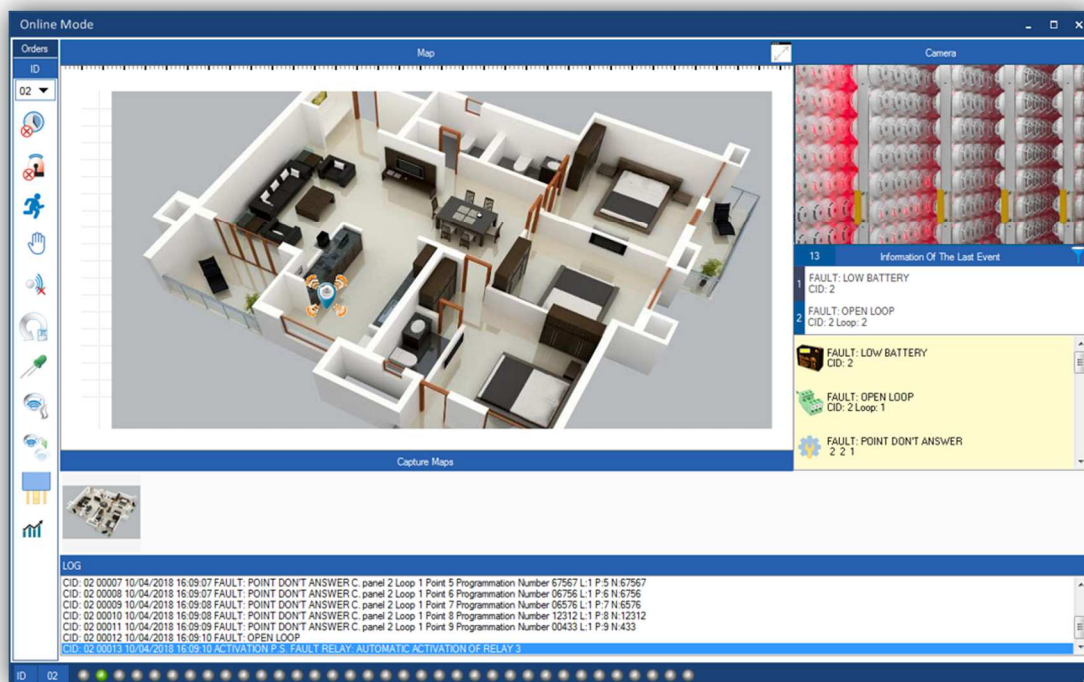 Online Mode
Orders
Map
Camera
ID
02
13
Information Of The Last Event
1
FAULT: LOW BATTERY
CID: 2
2
FAULT: OPEN LOOP
CID: 2 Loop: 2
FAULT: LOW BATTERY
CID: 2
FAULT: OPEN LOOP
CID: 2 Loop: 1
FAULT: POINT DON'T ANSWER
2 2 1
Capture Maps
LOG
CID: 02 00007 10/04/2018 16:09:07 FAULT: POINT DON'T ANSWER C. panel 2 Loop 1 Point 5 Programmation Number 67567 L:1 P:5 N:67567
CID: 02 00008 10/04/2018 16:09:07 FAULT: POINT DON'T ANSWER C. panel 2 Loop 1 Point 6 Programmation Number 06756 L:1 P:6 N:6756
CID: 02 00009 10/04/2018 16:09:08 FAULT: POINT DON'T ANSWER C. panel 2 Loop 1 Point 7 Programmation Number 06576 L:1 P:7 N:6576
CID: 02 00010 10/04/2018 16:09:08 FAULT: POINT DON'T ANSWER C. panel 2 Loop 1 Point 8 Programmation Number 12312 L:1 P:8 N:12312
CID: 02 00011 10/04/2018 16:09:09 FAULT: POINT DON'T ANSWER C. panel 2 Loop 1 Point 9 Programmation Number 00433 L:1 P:9 N:433
CID: 02 00012 10/04/2018 16:09:10 FAULT: OPEN LOOP
CID: 02 00013 10/04/2018 16:09:10 ACTIVATION P.S. FAULT RELAY: AUTOMATIC ACTIVATION OF RELAY 3
ID 02